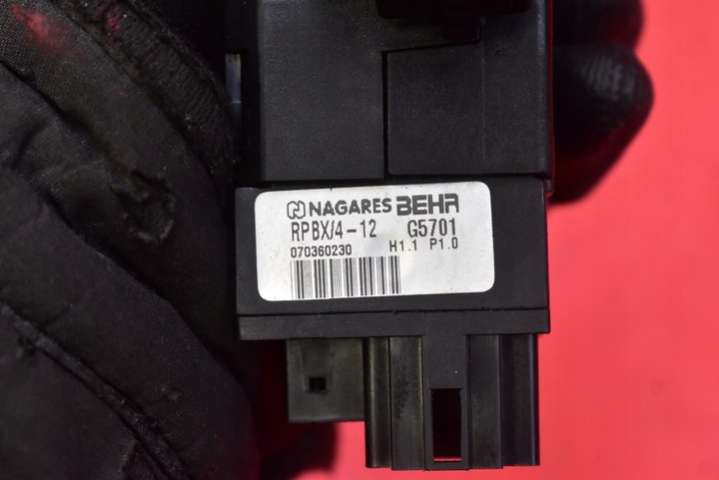 NAGARES BEHR
RPBX/4-12 G5701
070360230 H1.1 P1.0